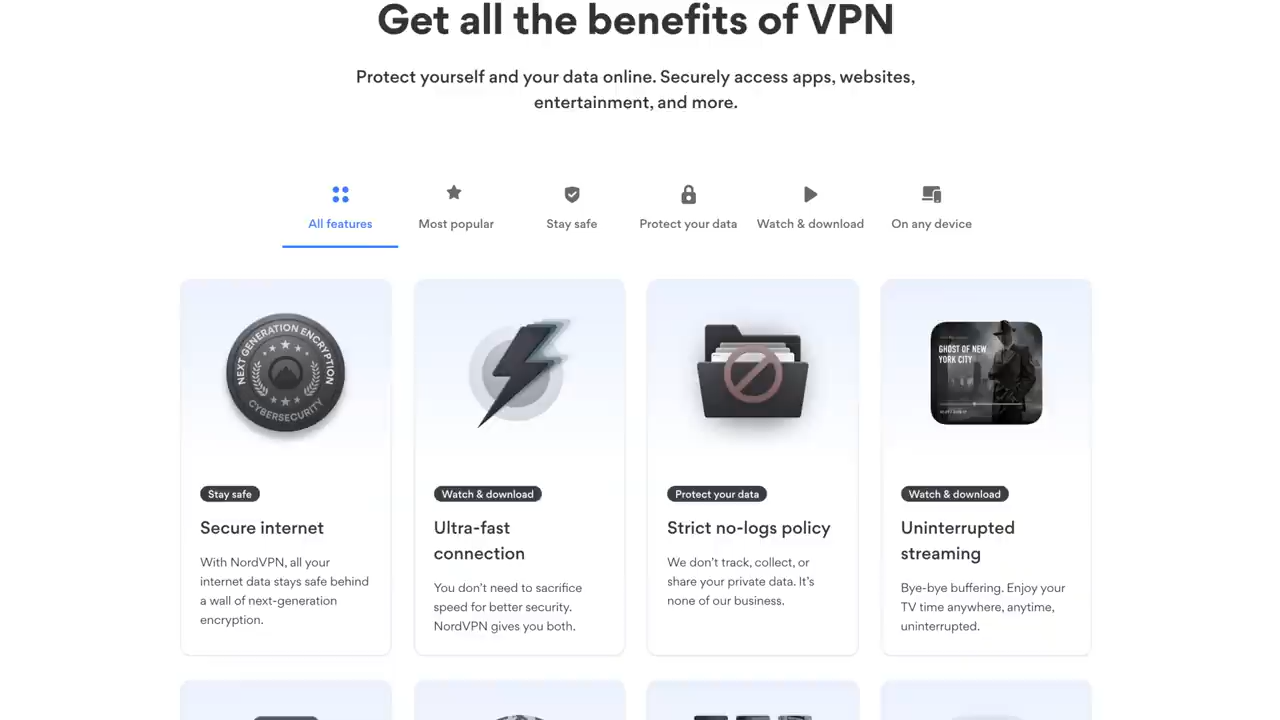 Get all the benefits of VPN
Protect yourself and your data online. Securely access apps, websites,
entertainment, and more.
All features
Most popular
Stay safe
Protect your data
Watch & download
On any device
NEXT GENERATION ENCRYPTION
CYBERSECURITY
GHOST OF NEW
YORK CITY
Stay safe
Secure internet
With NordVPN, all your
internet data stays safe behind
a wall of next-generation
encryption.
Watch & download
Ultra-fast
connection
You don’t need to sacrifice
speed for better security.
NordVPN gives you both.
Protect your data
Strict no-logs policy
We don’t track, collect, or
share your private data. It’s
none of our business.
Watch & download
Uninterrupted
streaming
Bye-bye buffering. Enjoy your
TV time anywhere, anytime,
uninterrupted.